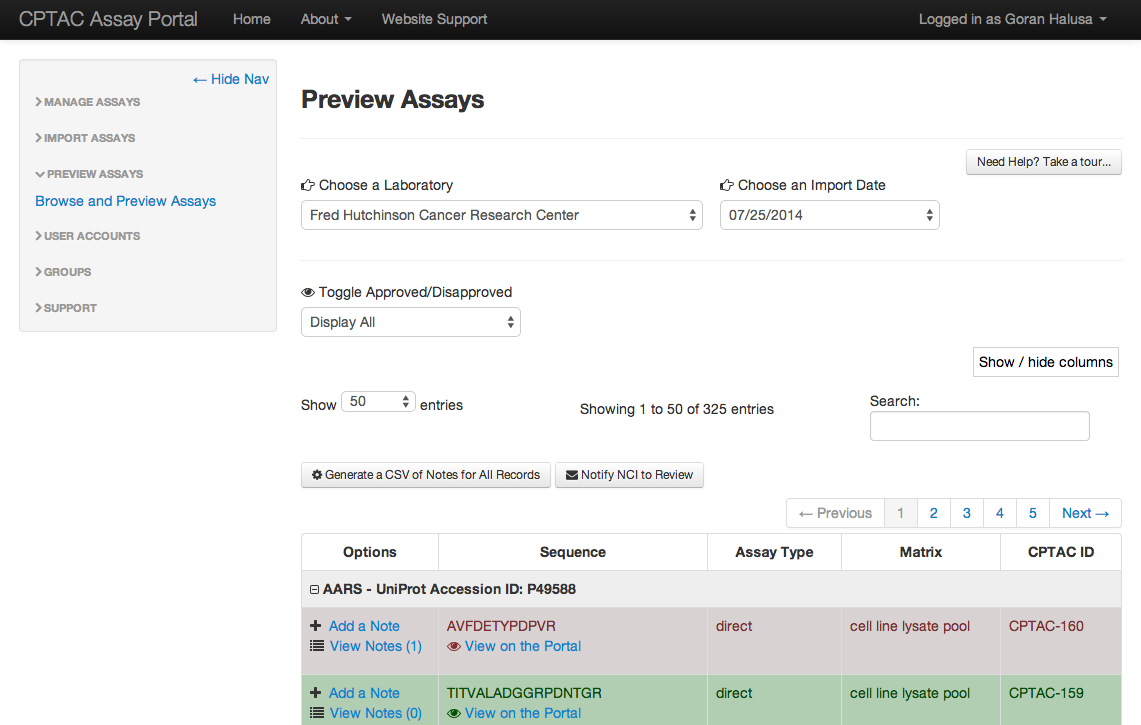 CPTAC Assay Portal Home About Website Support Logged in as Goran Halusa
← Hide Nav
MANAGE ASSAYS
IMPORT ASSAYS
PREVIEW ASSAYS
Browse and Preview Assays
USER ACCOUNTS
GROUPS
SUPPORT
Preview Assays
Need Help? Take a tour...
Choose a Laboratory Choose an Import Date
Fred Hutchinson Cancer Research Center 07/25/2014
Toggle Approved/Disapproved
Display All
Show / hide columns
Show 50 entries Showing 1 to 50 of 325 entries Search:
Generate a CSV of Notes for All Records Notify NCI to Review
← Previous 1 2 3 4 5 Next →
Options Sequence Assay Type Matrix CPTAC ID
AARS - UniProt Accession ID: P49588
Add a Note AVFDETYPDPVR direct cell line lysate pool CPTAC-160
View Notes (1) View on the Portal
Add a Note TITVALADGGRPDNTGR direct cell line lysate pool CPTAC-159
View Notes (0) View on the Portal